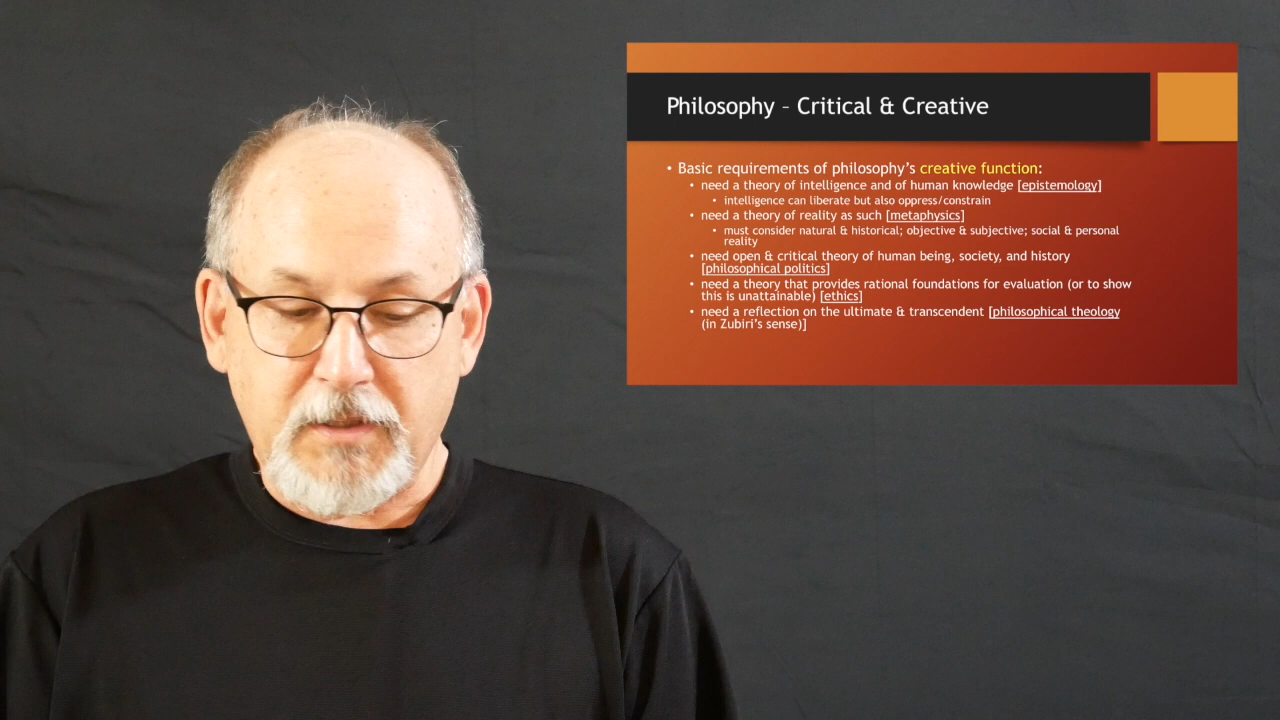 Philosophy – Critical & Creative
• Basic requirements of philosophy's creative function:
• need a theory of intelligence and of human knowledge [epistemology]
• intelligence can liberate but also oppress/constrain
• need a theory of reality as such [metaphysics]
• must consider natural & historical; objective & subjective; social & personal
reality
• need open & critical theory of human being, society, and history
[philosophical politics]
• need a theory that provides rational foundations for evaluation (or to show
this is unattainable) [ethics]
• need a reflection on the ultimate & transcendent [philosophical theology
(in Zubiri's sense)]